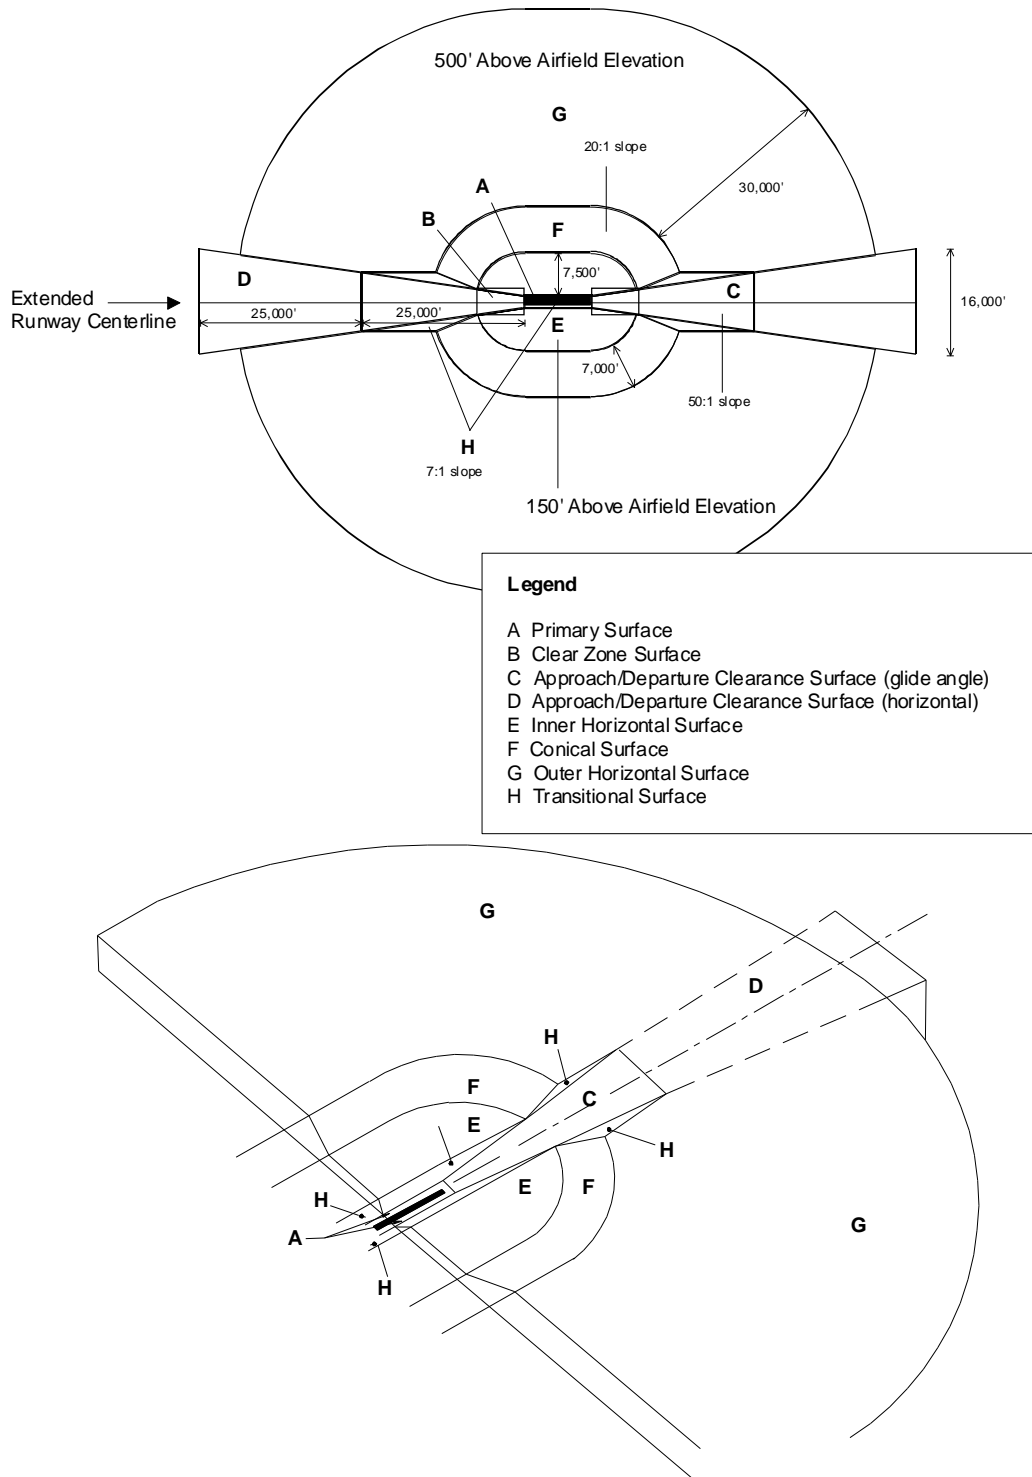 500' Above Airfield Elevation
G
20:1 slope
A
30,000'
B
F
D
7,500'
C
Extended
Runway Centerline
25,000'
25,000'
16,000'
E
7,000'
50:1 slope
H
7:1 slope
150' Above Airfield Elevation
Legend
A Primary Surface
B Clear Zone Surface
C Approach/Departure Clearance Surface (glide angle)
D Approach/Departure Clearance Surface (horizontal)
E Inner Horizontal Surface
F Conical Surface
G Outer Horizontal Surface
H Transitional Surface
G
D
H
F
C
E
H
E
F
H
G
A
H